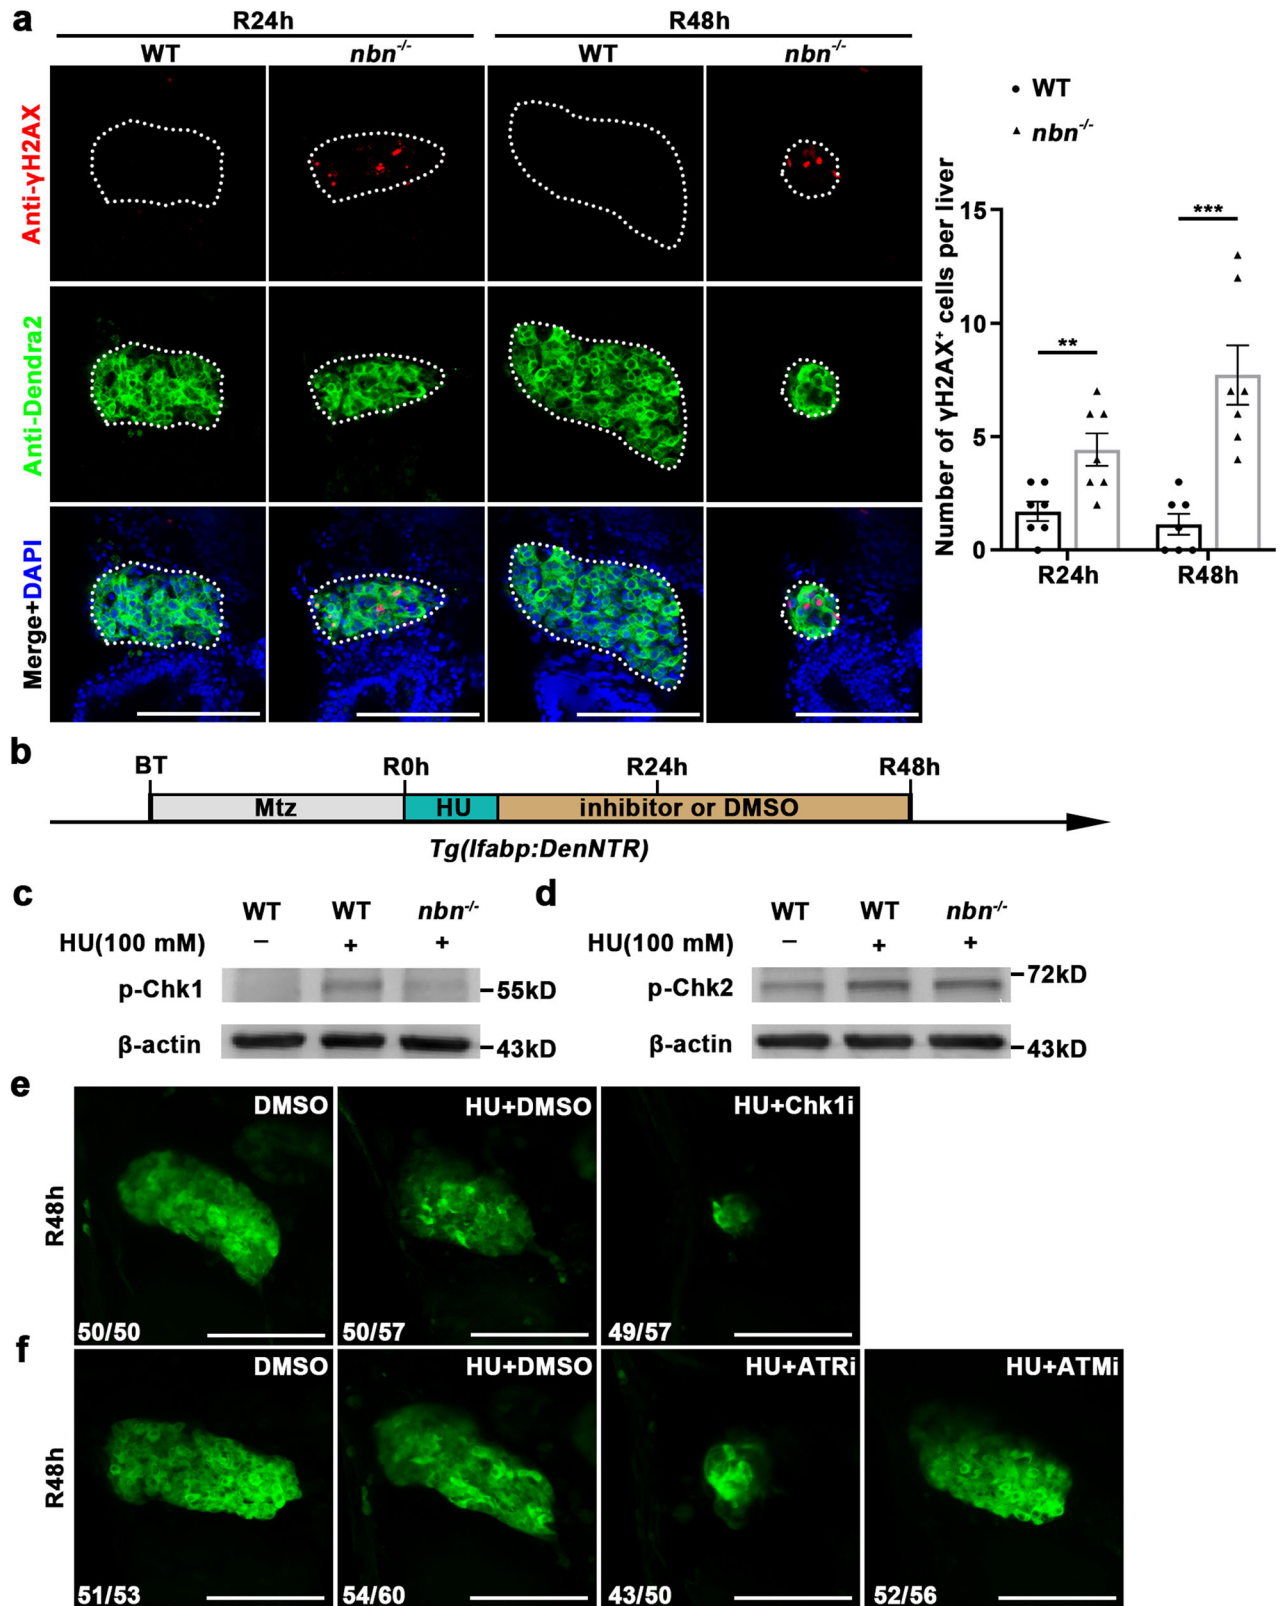 a
R24h
R48h
WT
nbn-/-
WT
nbn-/-
Anti-γH2AX
Anti-Dendra2
Merge+DAPI
WT
nbn-/-
Number of γH2AX+ cells per liver
15
10
5
0
**
***
R24h
R48h
b
BT
R0h
R24h
R48h
Mtz
HU
inhibitor or DMSO
Tg(lfabp:DenNTR)
c
WT
WT
nbn-/-
HU(100 mM)
–
+
+
p-Chk1
55kD
β-actin
43kD
d
WT
WT
nbn-/-
HU(100 mM)
–
+
+
p-Chk2
72kD
β-actin
43kD
e
R48h
DMSO
HU+DMSO
HU+Chk1i
50/50
50/57
49/57
f
R48h
DMSO
HU+DMSO
HU+ATRi
HU+ATMi
51/53
54/60
43/50
52/56